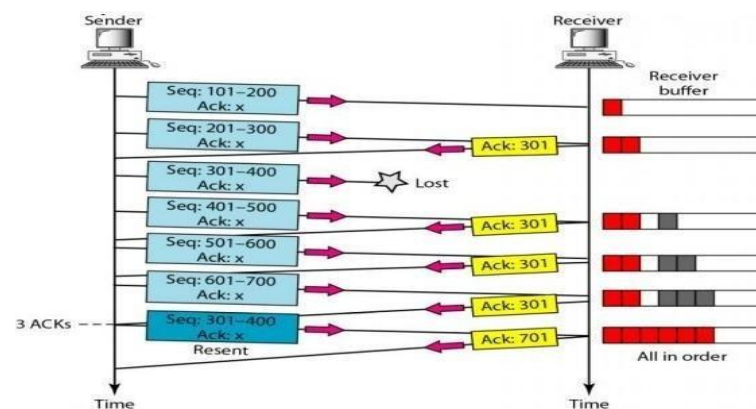 Sender
Receiver
Receiver
buffer
Seq: 101–200
Ack: x
Seq: 201–300
Ack: x
Ack: 301
Seq: 301–400
Ack: x
Lost
Seq: 401–500
Ack: x
Ack: 301
Seq: 501–600
Ack: x
Ack: 301
Seq: 601–700
Ack: x
Ack: 301
3 ACKs
Seq: 301–400
Ack: x
Resent
Ack: 701
All in order
Time
Time